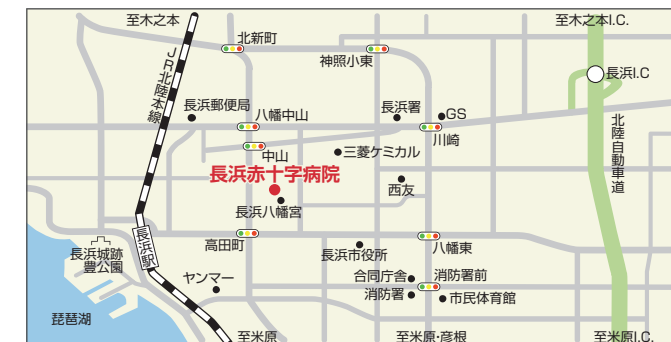 至木之本
至木之本I.C.
北新町
神照小東
JR北陸本線
長浜I.C
長浜郵便局
八幡中山
長浜署
GS
川崎
北陸自動車道
中山
三菱ケミカル
長浜赤十字病院
西友
長浜八幡宮
高田町
八幡東
長浜駅
長浜城跡
豊公園
長浜市役所
ヤンマー
合同庁舎
消防署前
消防署
市民体育館
琵琶湖
至米原
至米原・彦根
至米原I.C.